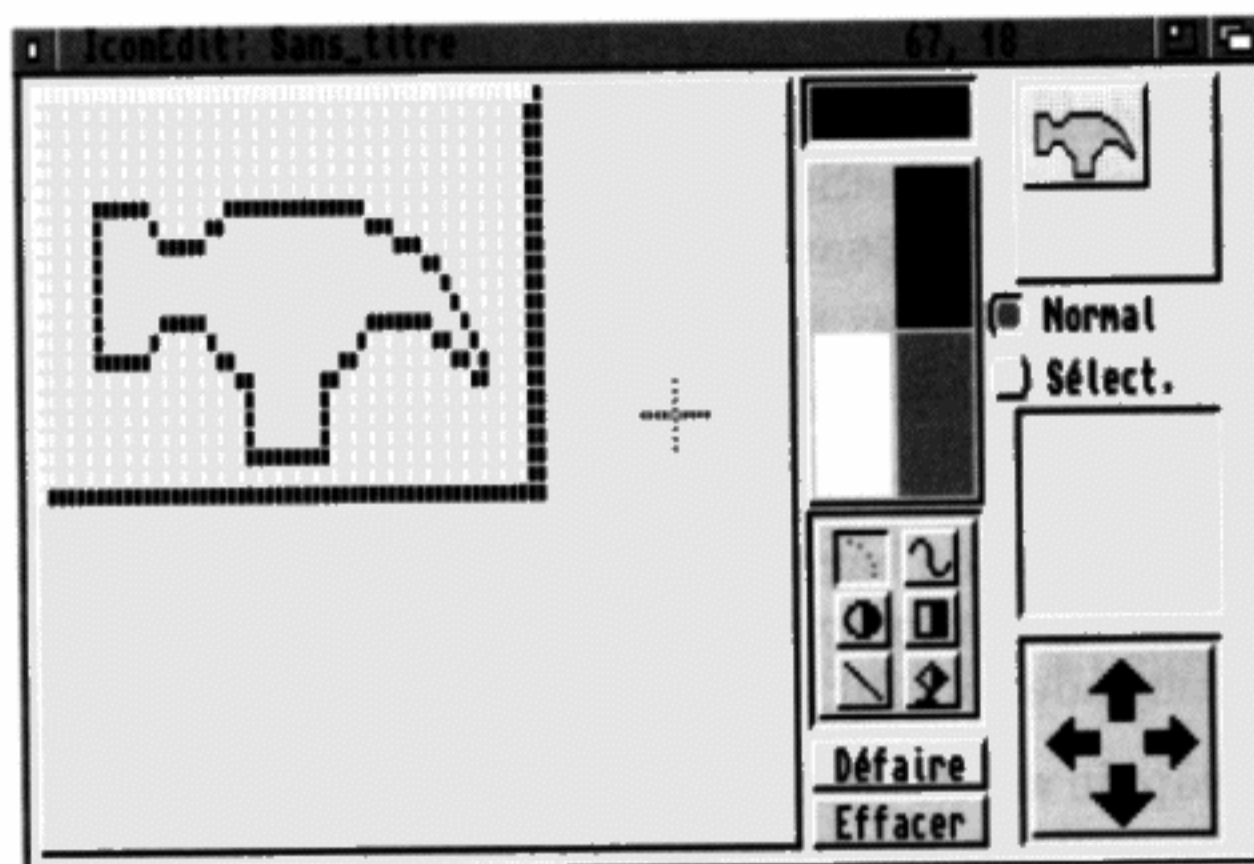 IconEdit: Sans_titre 67, 18
Normal
Sélect.
Défaire
Effacer